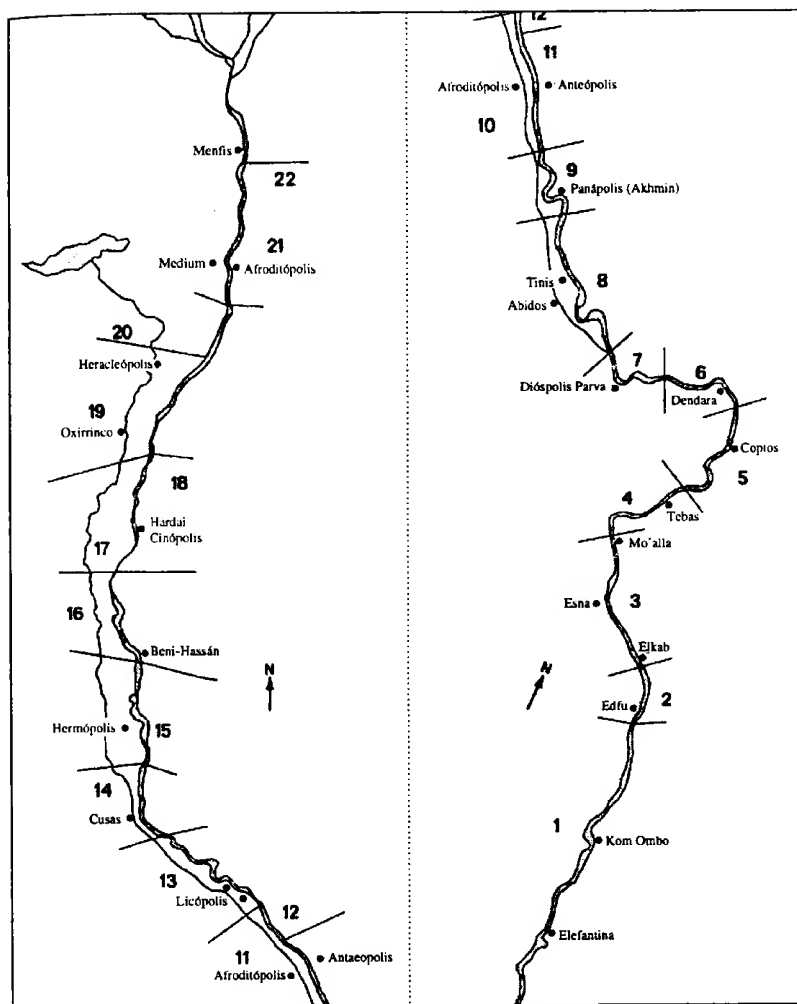 Menfis
22
21
Medium
Afroditópolis
20
Heracleópolis
19
Oxirrinco
18
Hardai
Cinópolis
17
16
Beni-Hassán
N
Hermópolis
15
14
Cusas
13
Licópolis
12
11
Antaeopolis
Afroditópolis
12
11
Afroditópolis
Anteópolis
10
9
Panápolis (Akhmin)
Tinis
8
Abidos
7
6
Dióspolis Parva
Dendara
Coptos
5
4
Tebas
Mo'alla
Esna
3
Elkab
N
2
Edfu
1
Kom Ombo
Elefantina